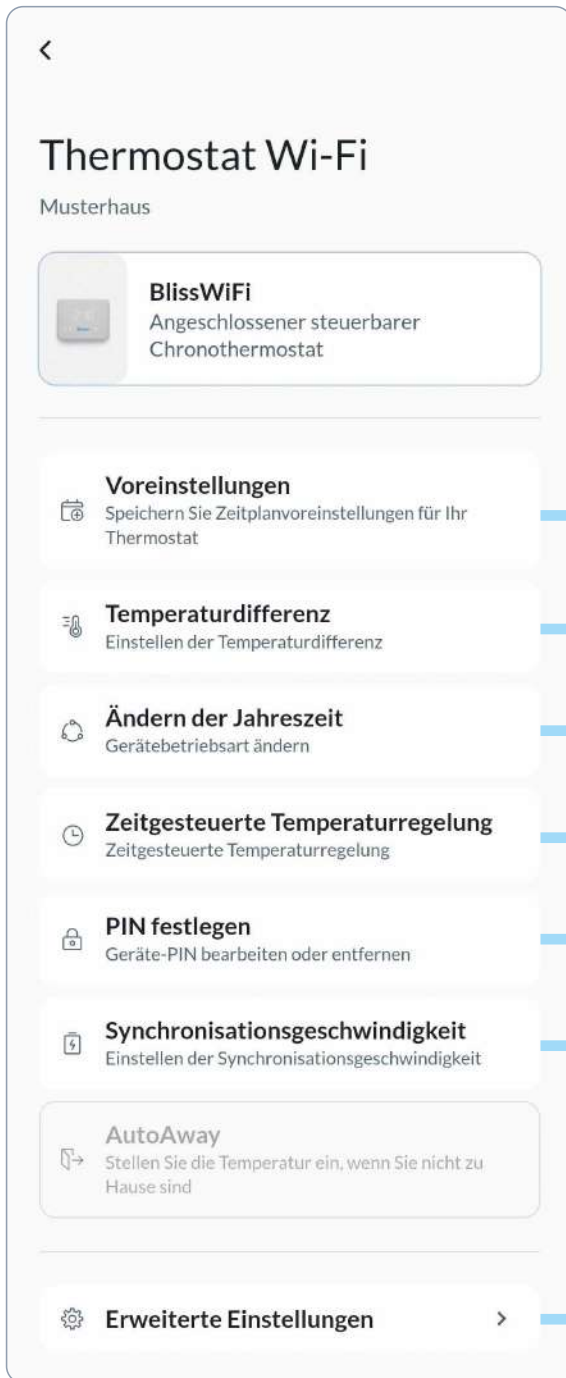 Thermostat Wi-Fi
Musterhaus
BlissWiFi
Angeschlossener steuerbarer
Chronothermostat
Voreinstellungen
Speichern Sie Zeitplanvoreinstellungen für Ihr
Thermostat
Temperaturdifferenz
Einstellen der Temperaturdifferenz
Ändern der Jahreszeit
Gerätebetriebsart ändern
Zeitgesteuerte Temperaturregelung
Zeitgesteuerte Temperaturregelung
PIN festlegen
Geräte-PIN bearbeiten oder entfernen
Synchronisationsgeschwindigkeit
Einstellen der Synchronisationsgeschwindigkeit
AutoAway
Stellen Sie die Temperatur ein, wenn Sie nicht zu
Hause sind
Erweiterte Einstellungen